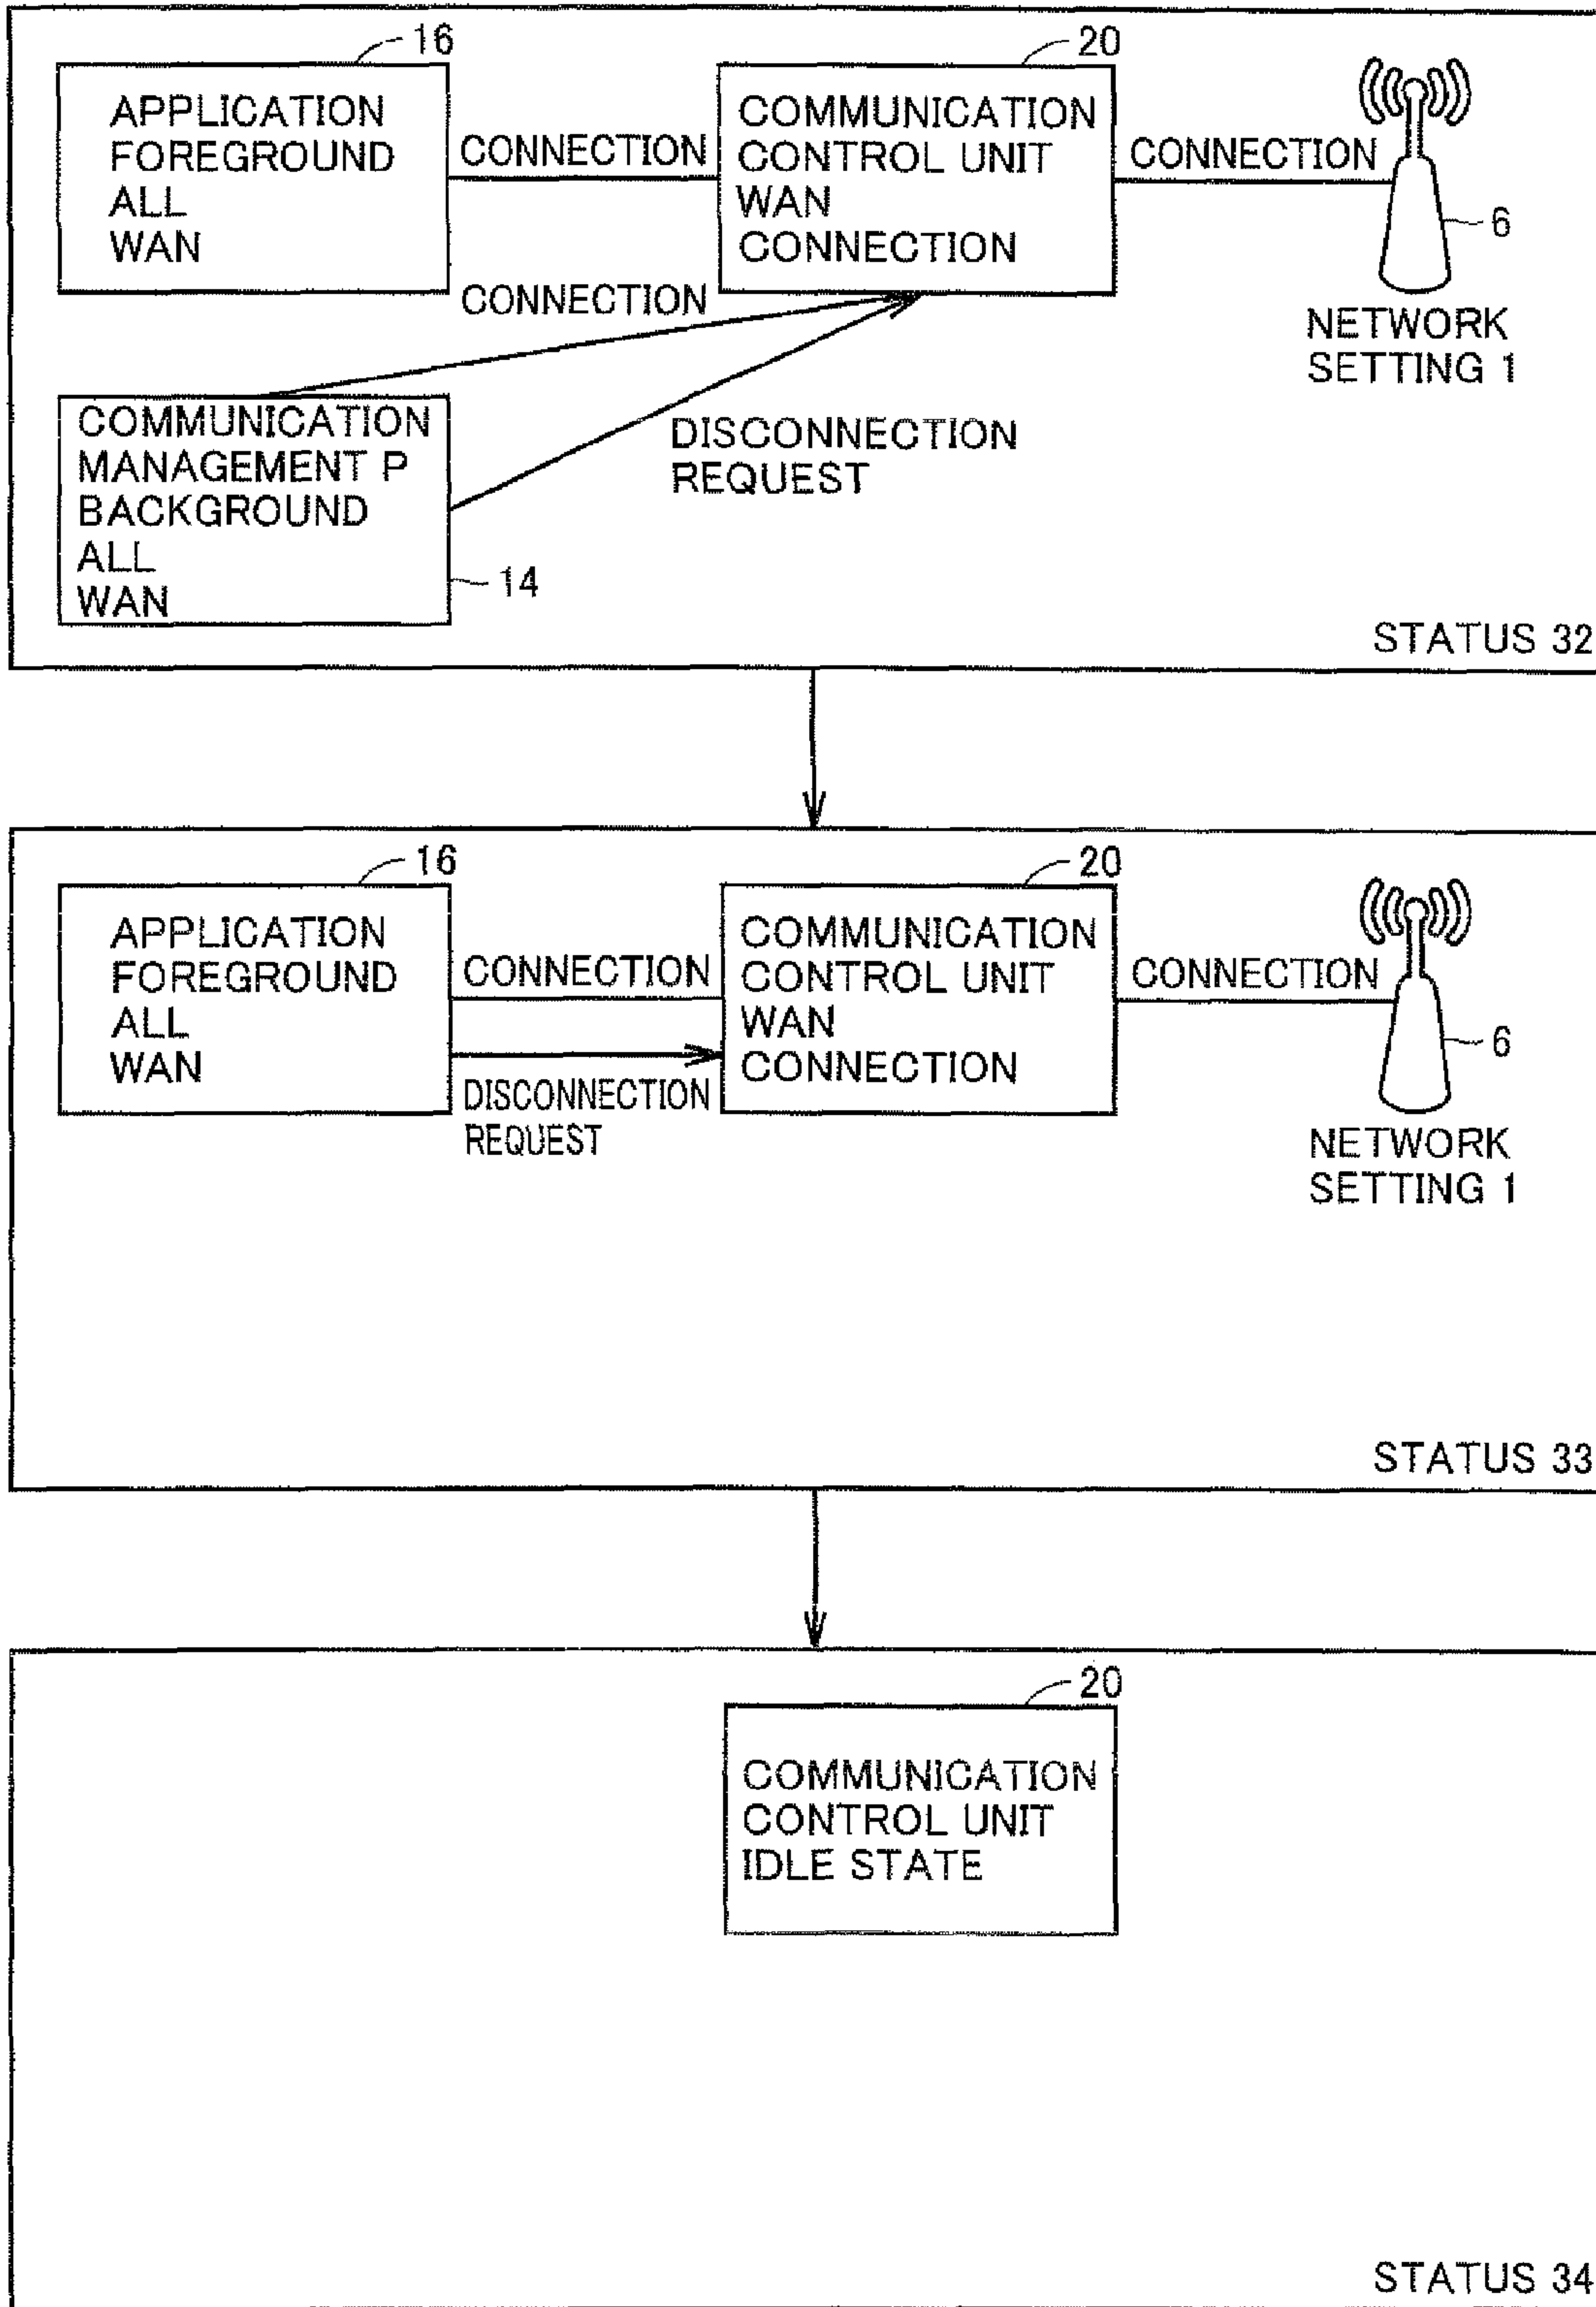 16
APPLICATION
FOREGROUND
ALL
WAN
CONNECTION
20
COMMUNICATION
CONTROL UNIT
WAN
CONNECTION
CONNECTION
6
NETWORK
SETTING 1
CONNECTION
COMMUNICATION
MANAGEMENT P
BACKGROUND
ALL
WAN
14
DISCONNECTION
REQUEST
STATUS 32
16
APPLICATION
FOREGROUND
ALL
WAN
CONNECTION
DISCONNECTION
REQUEST
20
COMMUNICATION
CONTROL UNIT
WAN
CONNECTION
CONNECTION
6
NETWORK
SETTING 1
STATUS 33
20
COMMUNICATION
CONTROL UNIT
IDLE STATE
STATUS 34